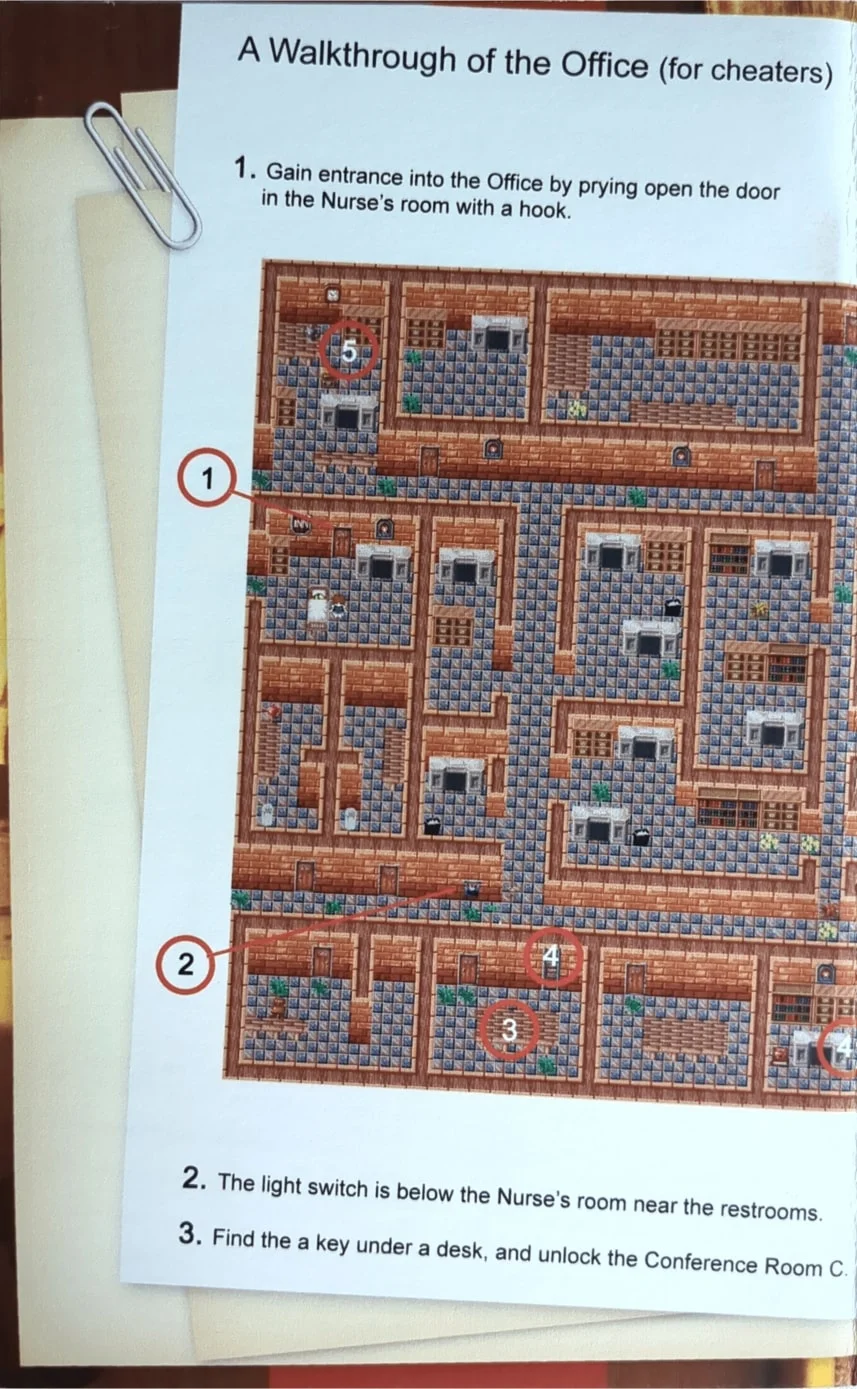 A Walkthrough of the Office (for cheaters)
1. Gain entrance into the Office by prying open the door
in the Nurse's room with a hook.
5
1
2
4
3
4
2. The light switch is below the Nurse's room near the restrooms.
3. Find the a key under a desk, and unlock the Conference Room C.